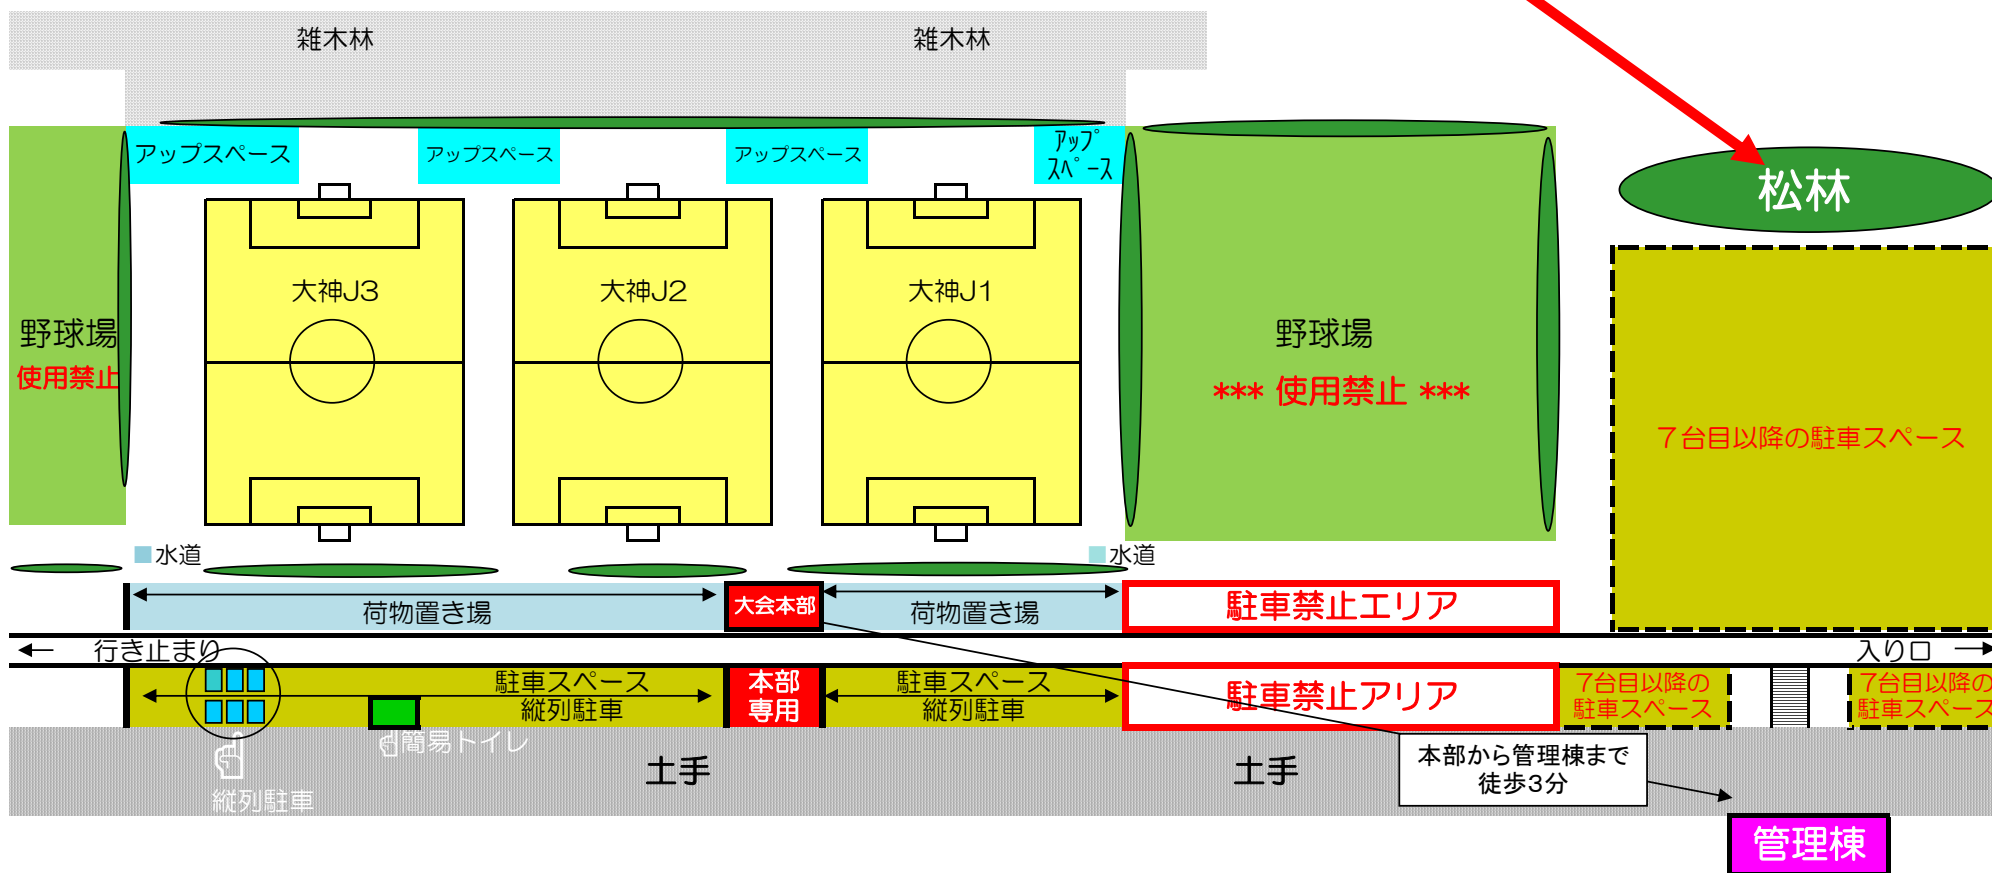 雑木林
雑木林
アップスペース
アップスペース
アップスペース
アップ
スペース
松林
大神J3
大神J2
大神J1
野球場
使用禁止
野球場
*** 使用禁止 ***
７台目以降の駐車スペース
水道
水道
荷物置き場
大会本部
荷物置き場
駐車禁止エリア
行き止まり
入り口
駐車スペース
縦列駐車
本部
専用
駐車スペース
縦列駐車
駐車禁止アリア
7台目以降の
駐車スペース
7台目以降の
駐車スペース
簡易トイレ
縦列駐車
土手
土手
本部から管理棟まで
徒歩3分
管理棟